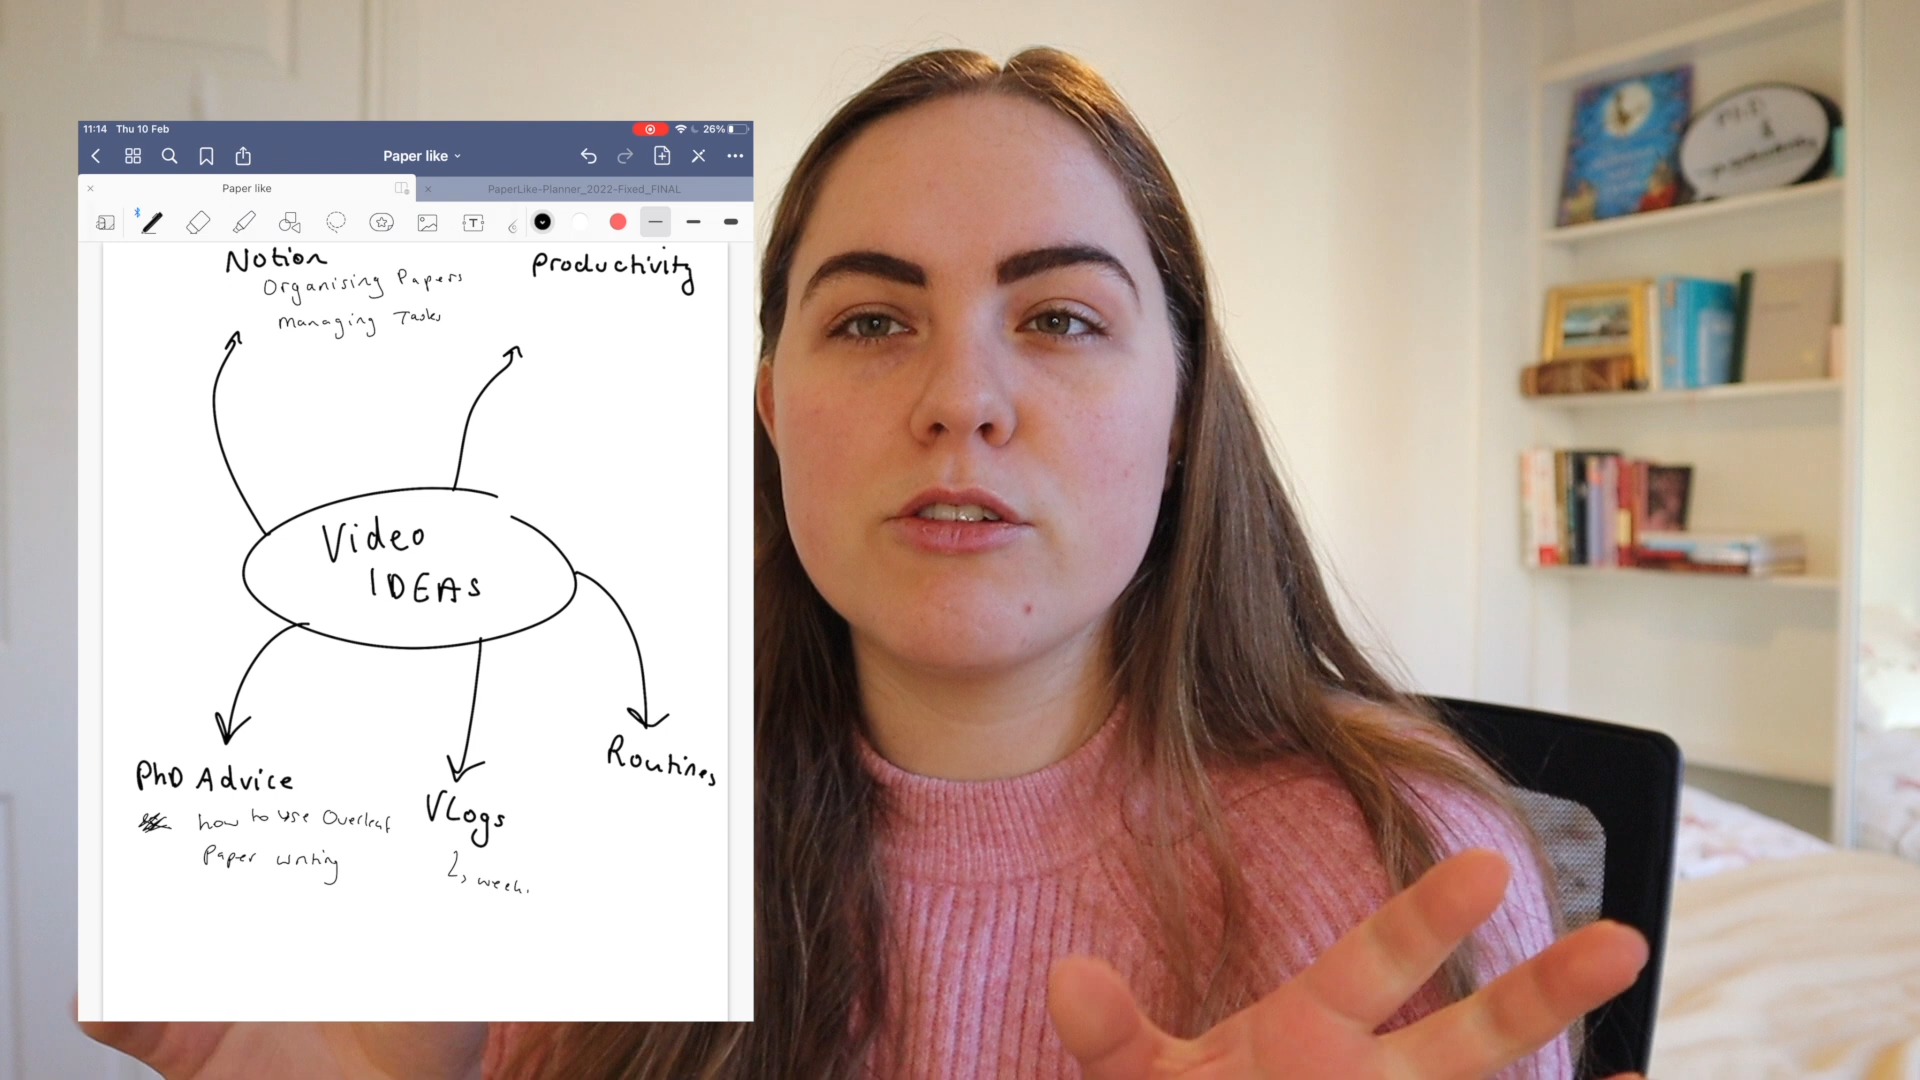 11:14 Thu 10 Feb
26%
Paper like
Paper like
PaperLike-Planner_2022-Fixed_FINAL
T
Notion
Organising Papers
Managing Tasks
Productivity
Video
IDEAS
PhD Advice
how to use Overleaf
Paper writing
VLogs
week.
Routines
PhD
&